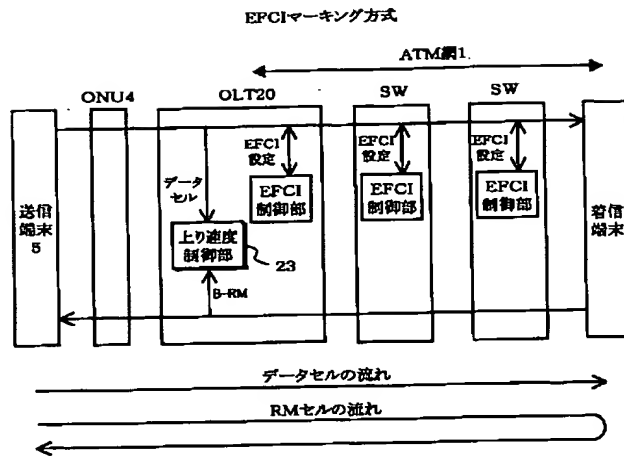 EFCIマーキング方式
ATM網1
ONU4
OLT20
SW
SW
EFCI
設定
EFCI
設定
EFCI
設定
データ
セル
EFCI
制御部
EFCI
制御部
EFCI
制御部
送信
端末
5
上り速度
制御部
23
着信
端末
B-RM
データセルの流れ
RMセルの流れ